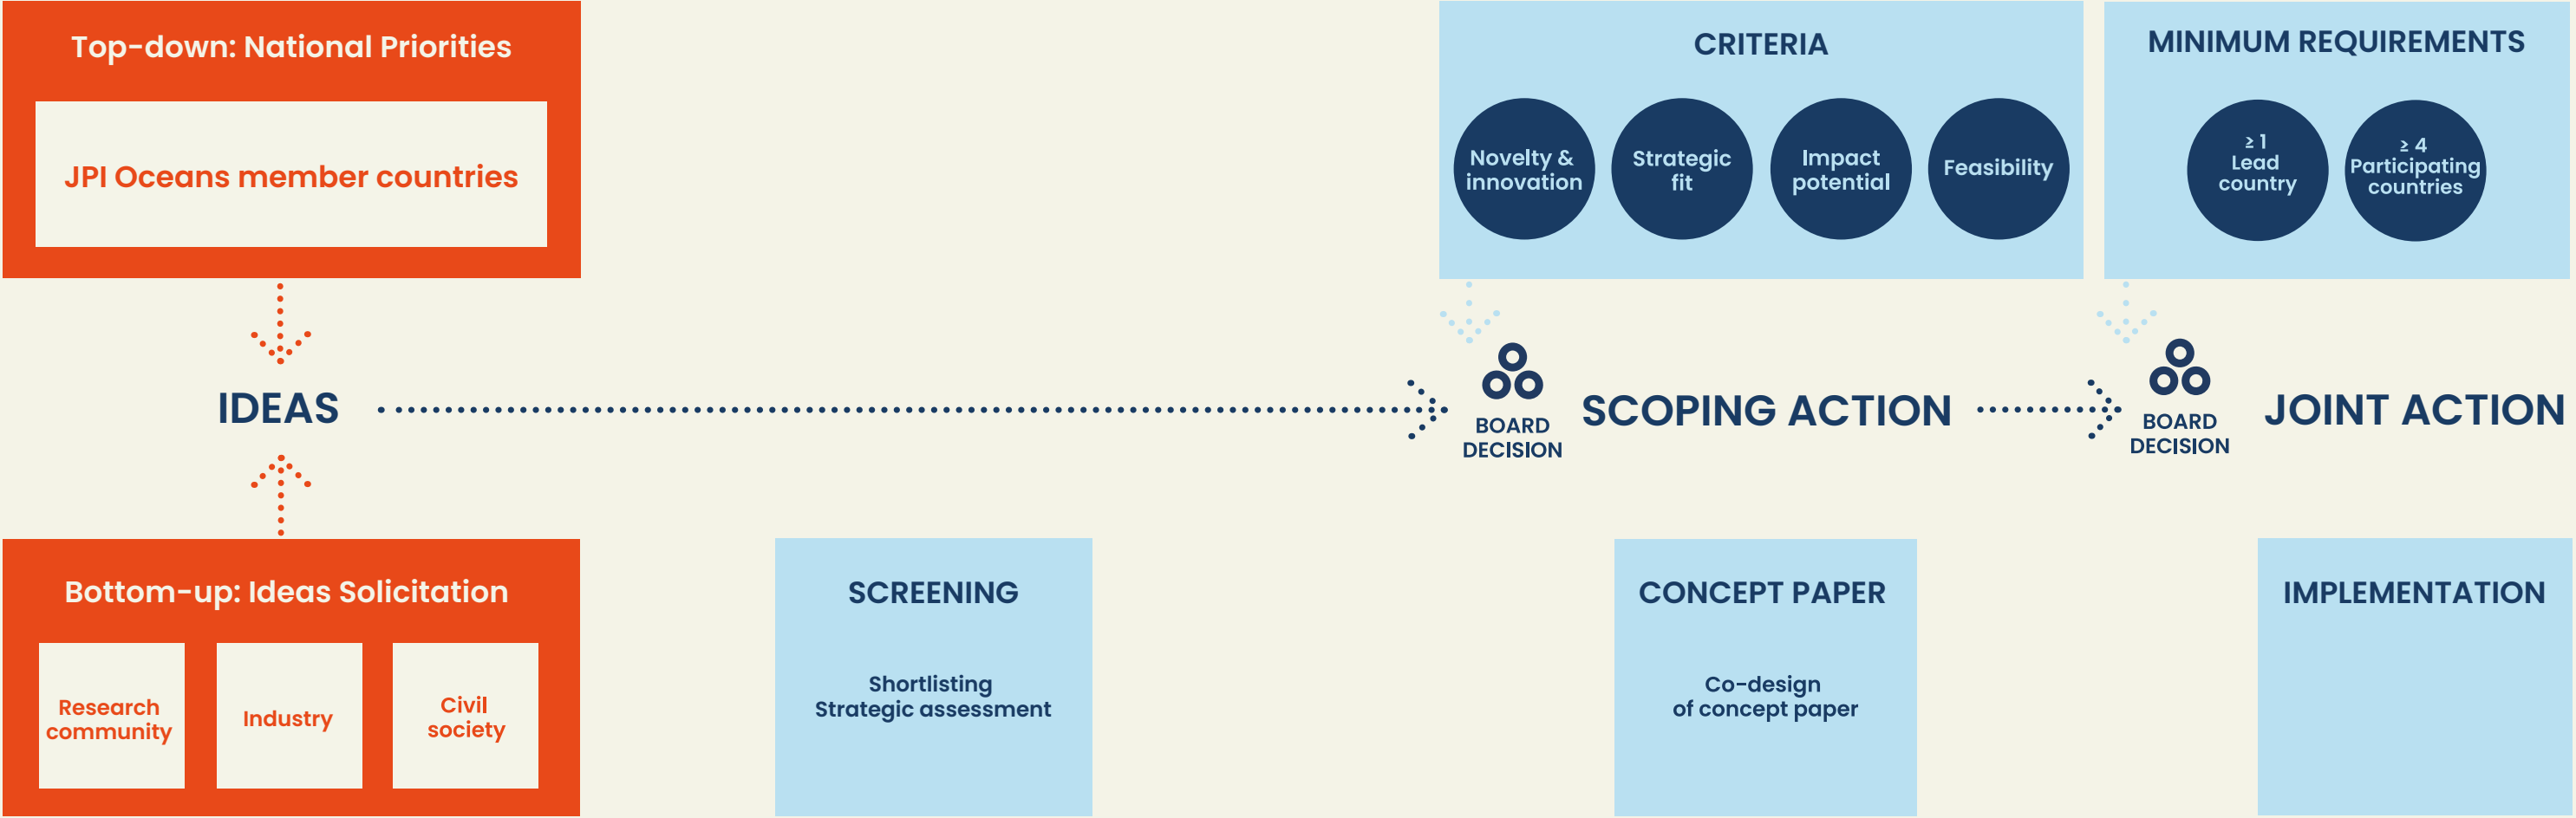 Top-down: National Priorities
JPI Oceans member countries
CRITERIA
Novelty &
innovation
Strategic
fit
Impact
potential
Feasibility
MINIMUM REQUIREMENTS
≥ 1
Lead
country
≥ 4
Participating
countries
IDEAS
BOARD
DECISION
SCOPING ACTION
BOARD
DECISION
JOINT ACTION
Bottom-up: Ideas Solicitation
Research
community
Industry
Civil
society
SCREENING
Shortlisting
Strategic assessment
CONCEPT PAPER
Co-design
of concept paper
IMPLEMENTATION